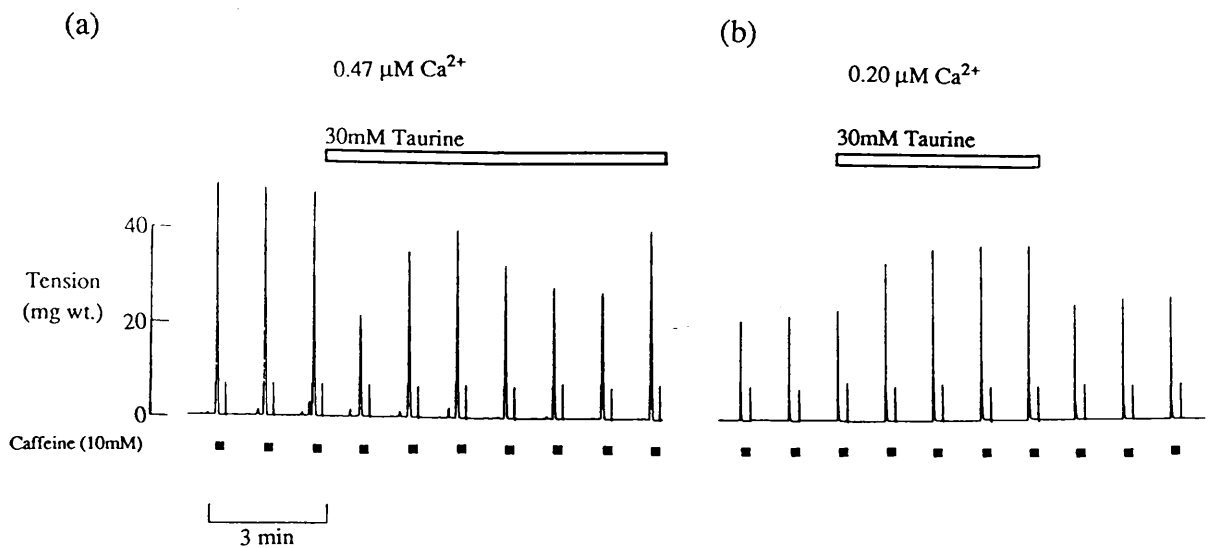 (a)
0.47 μM Ca²⁺
30mM Taurine
40
Tension
(mg wt.)
20
0
Caffeine (10mM)
3 min
(b)
0.20 μM Ca²⁺
30mM Taurine